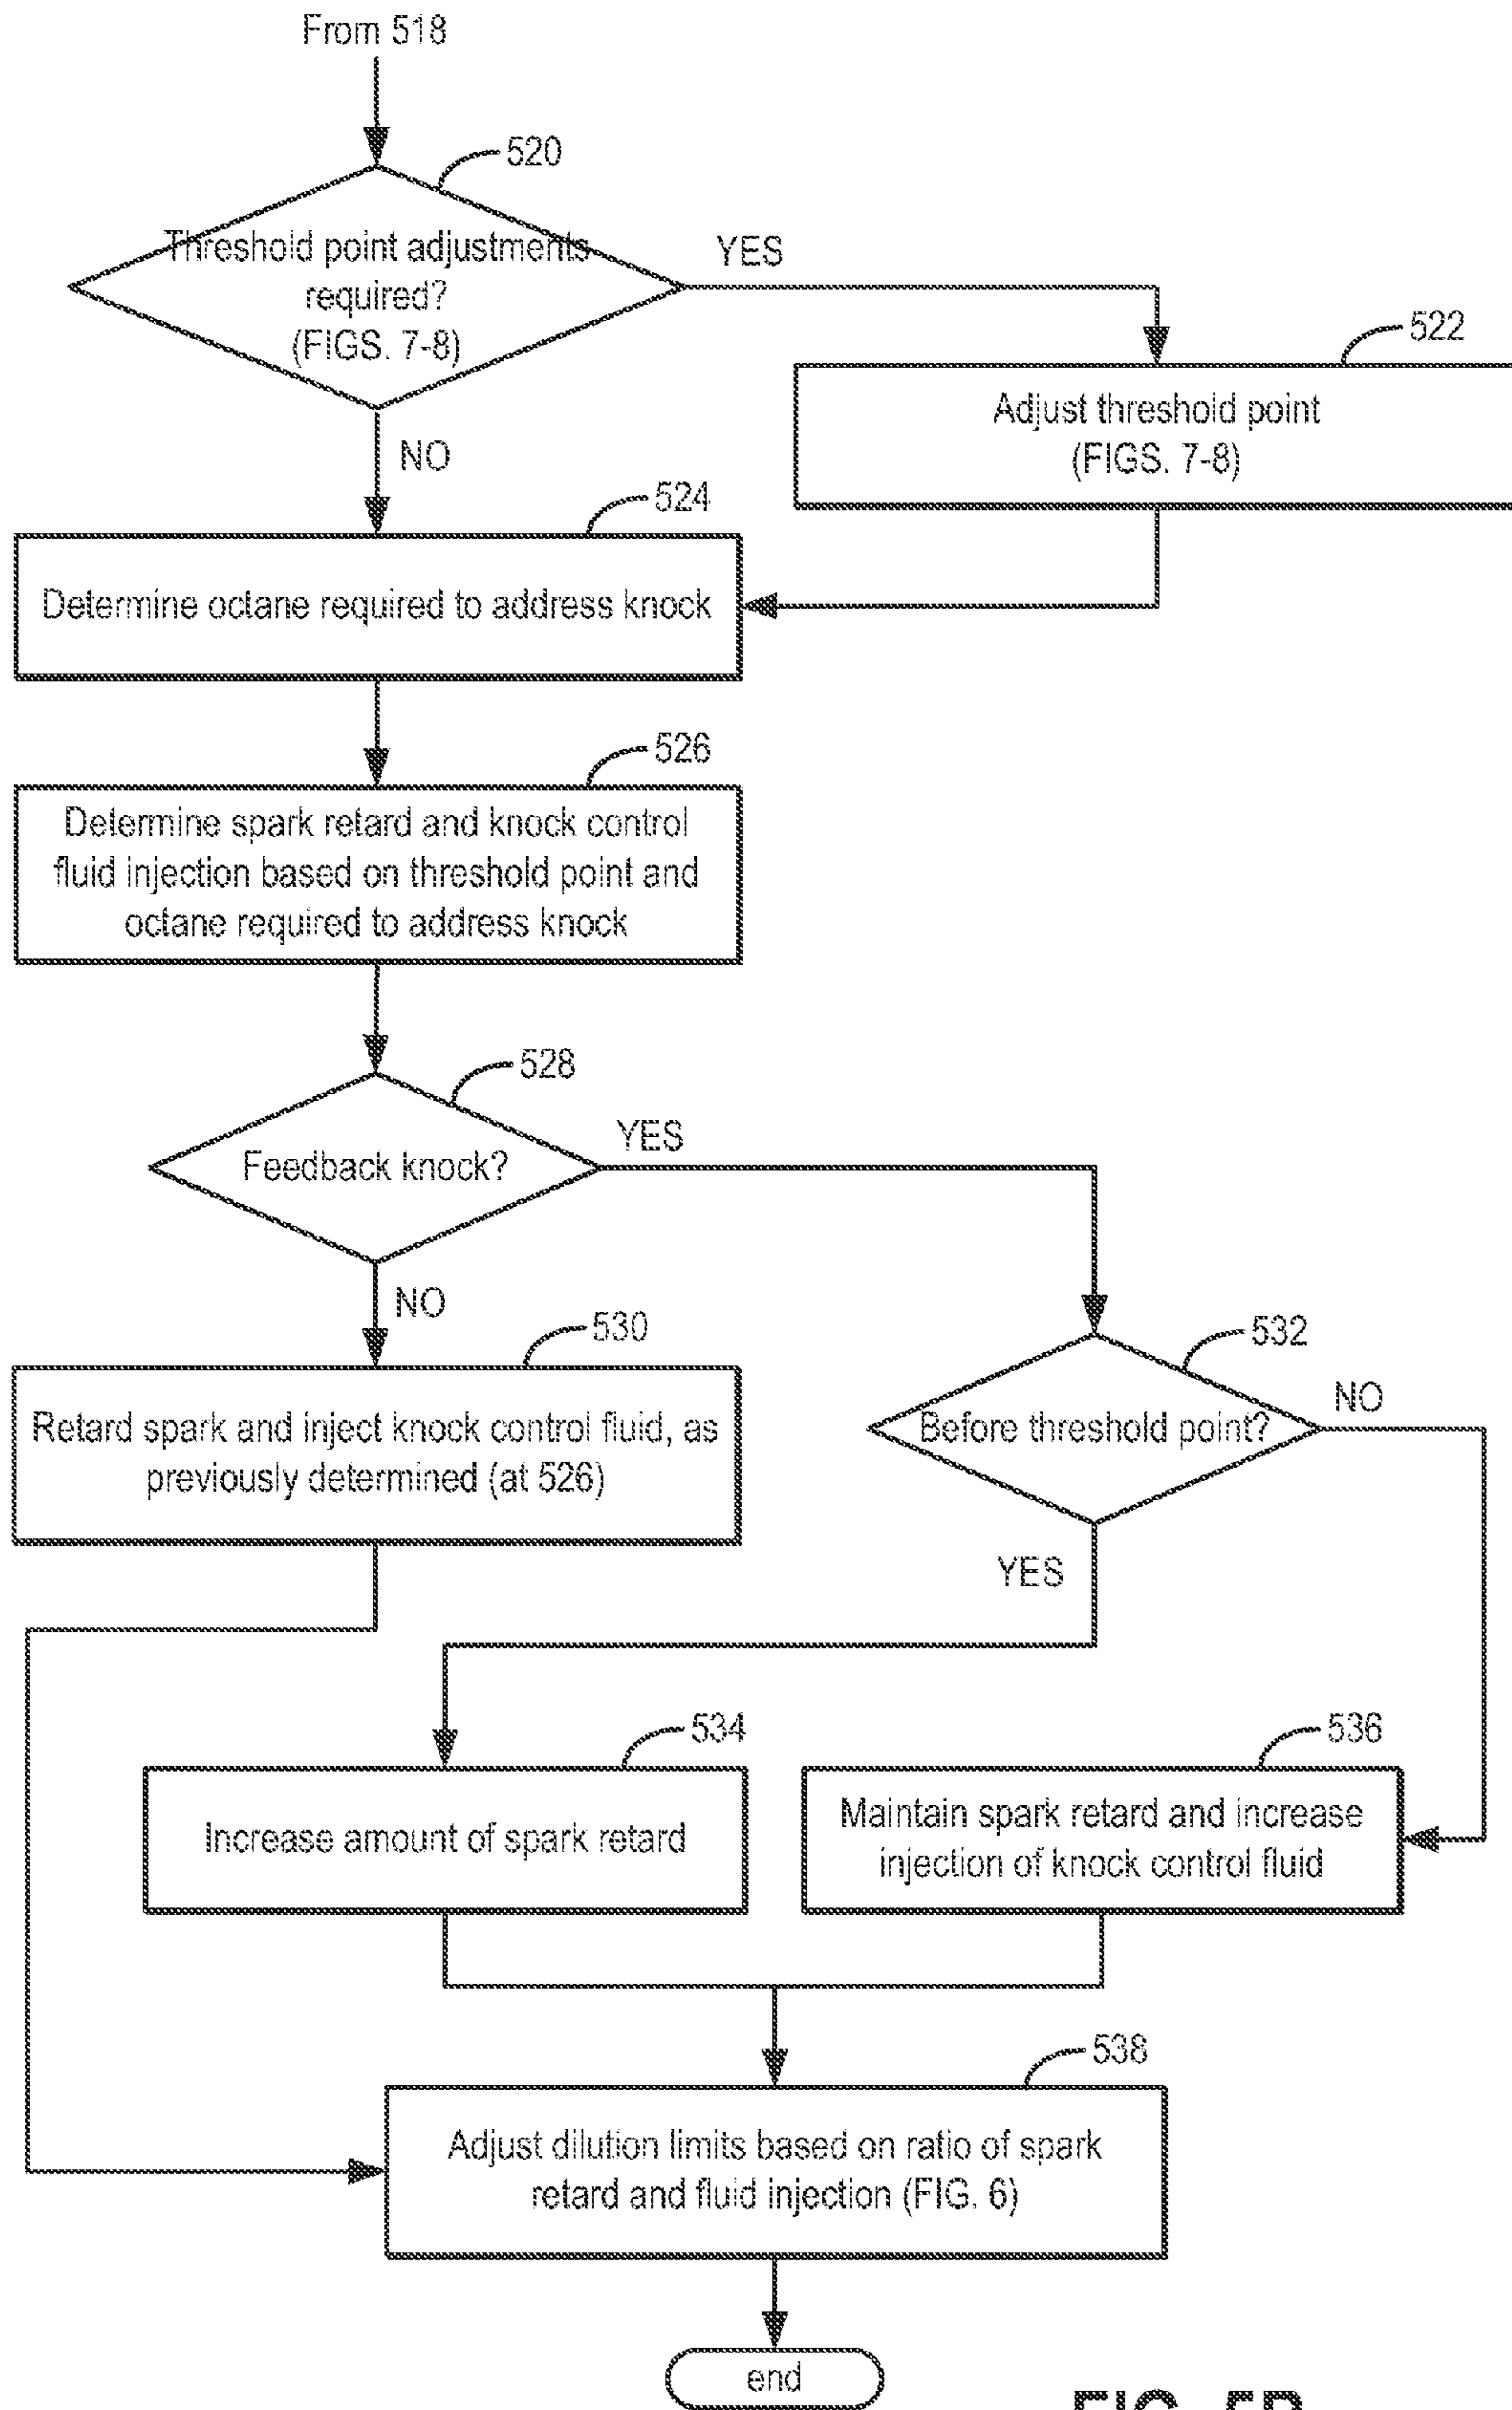 From 518
520
Threshold point adjustments
required?
(FIGS. 7-8)
YES
522
Adjust threshold point
(FIGS. 7-8)
NO
524
Determine octane required to address knock
526
Determine spark retard and knock control
fluid injection based on threshold point and
octane required to address knock
528
Feedback knock?
YES
NO
530
Retard spark and inject knock control fluid, as
previously determined (at 526)
532
Before threshold point?
NO
YES
534
Increase amount of spark retard
536
Maintain spark retard and increase
injection of knock control fluid
538
Adjust dilution limits based on ratio of spark
retard and fluid injection (FIG. 6)
end